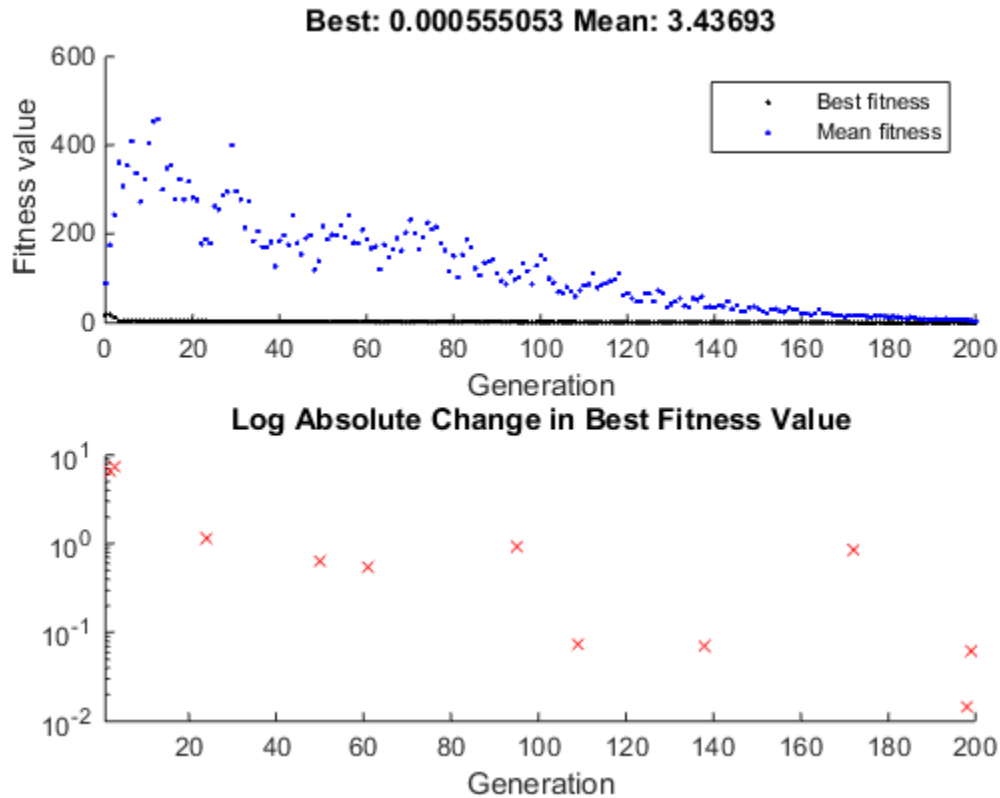 Best: 0.000555053 Mean: 3.43693
600
400
200
0
Fitness value
Best fitness
Mean fitness
0 20 40 60 80 100 120 140 160 180 200
Generation
Log Absolute Change in Best Fitness Value
10^1
10^0
10^-1
10^-2
20 40 60 80 100 120 140 160 180 200
Generation